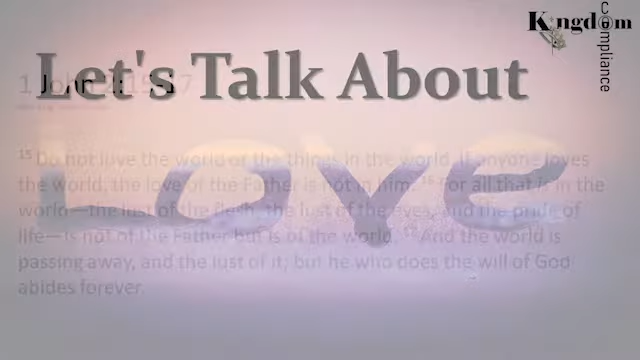 Kingdom
Compliance
Let's Talk About
1 John 2:15-17
LOVE
15 Do not love the world or the things in the world. If anyone loves
the world, the love of the Father is not in him. 16 For all that is in the
world—the lust of the flesh, the lust of the eyes, and the pride of
life—is not of the Father but is of the world. 17 And the world is
passing away, and the lust of it; but he who does the will of God
abides forever.